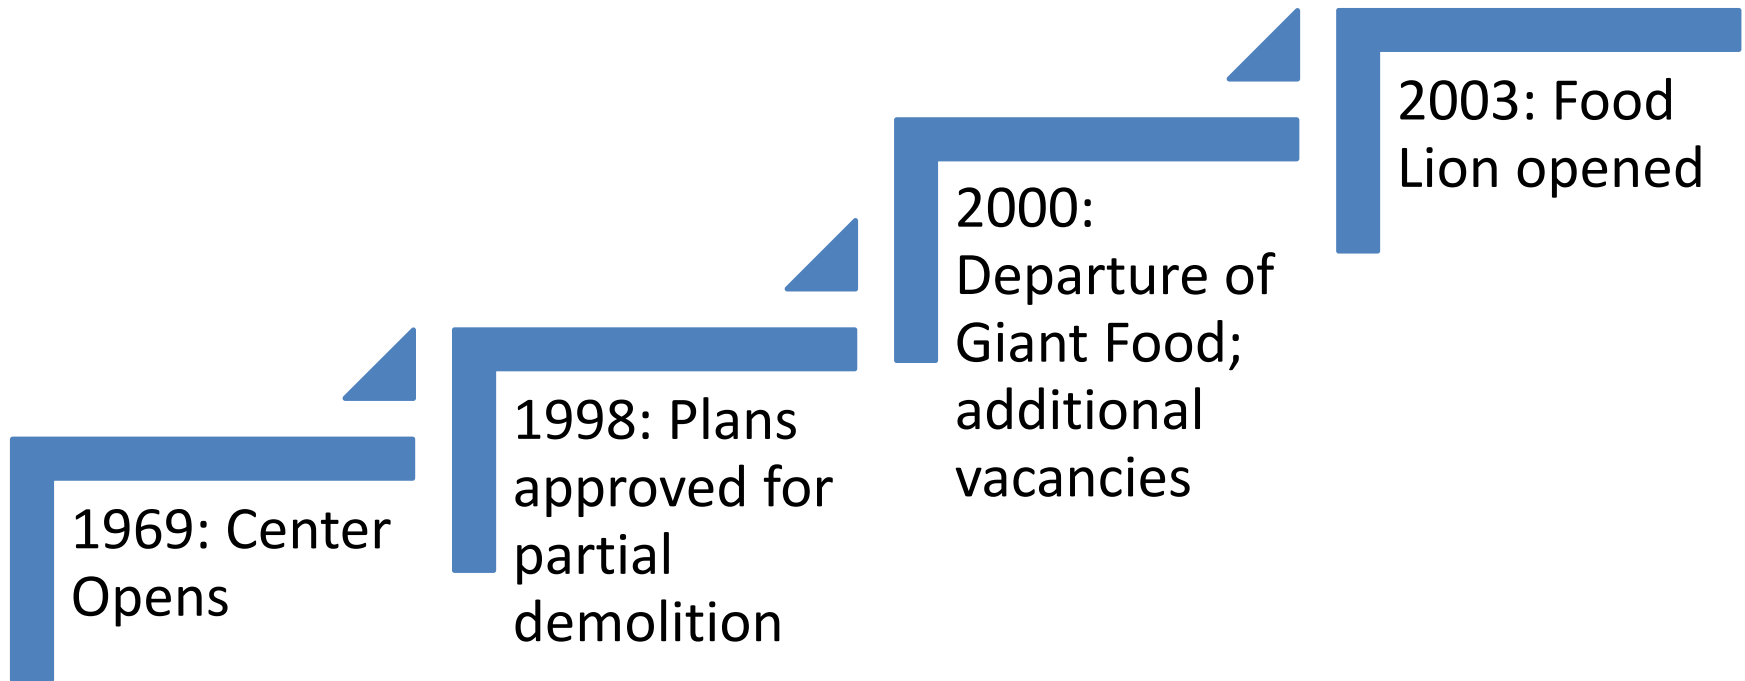 1969: Center
Opens
1998: Plans
approved for
partial
demolition
2000:
Departure of
Giant Food;
additional
vacancies
2003: Food
Lion opened